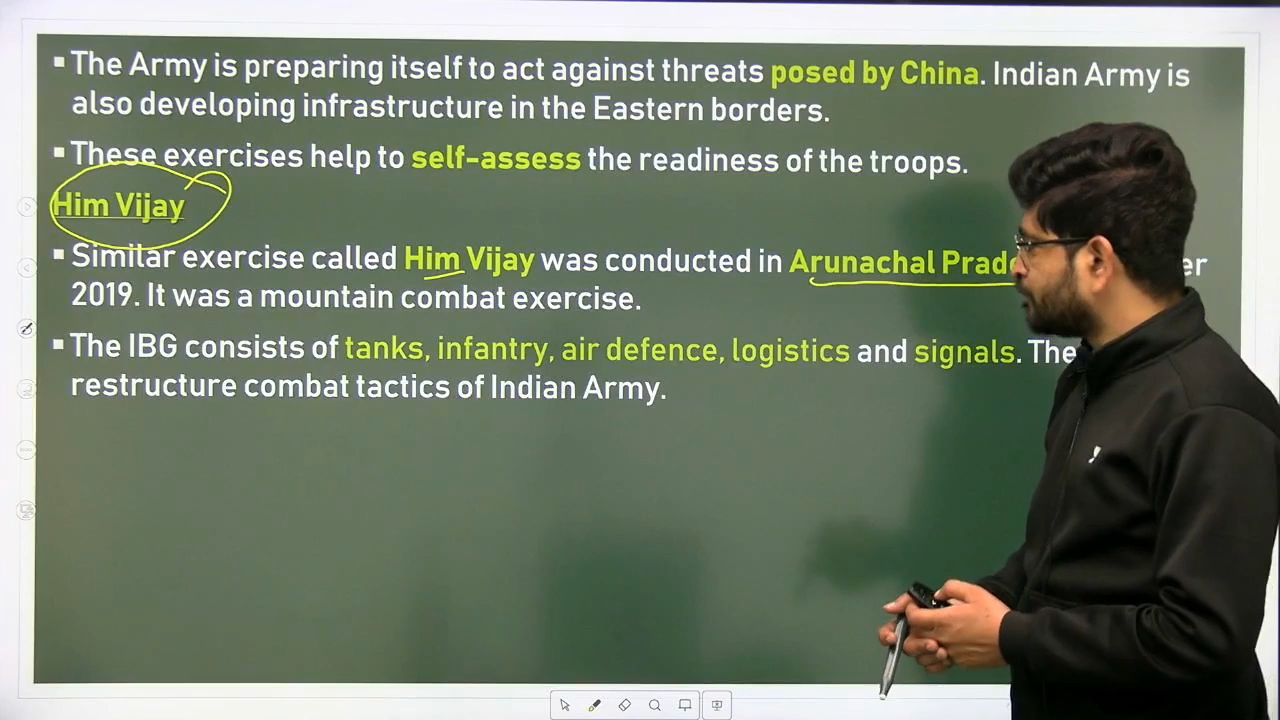 ▪ The Army is preparing itself to act against threats posed by China. Indian Army is
also developing infrastructure in the Eastern borders.
▪ These exercises help to self-assess the readiness of the troops.
Him Vijay
▪ Similar exercise called Him Vijay was conducted in Arunachal
2019. It was a mountain combat exercise.
▪ The IBG consists of tanks, infantry, air defence, logistics and signals. The
restructure combat tactics of Indian Army.